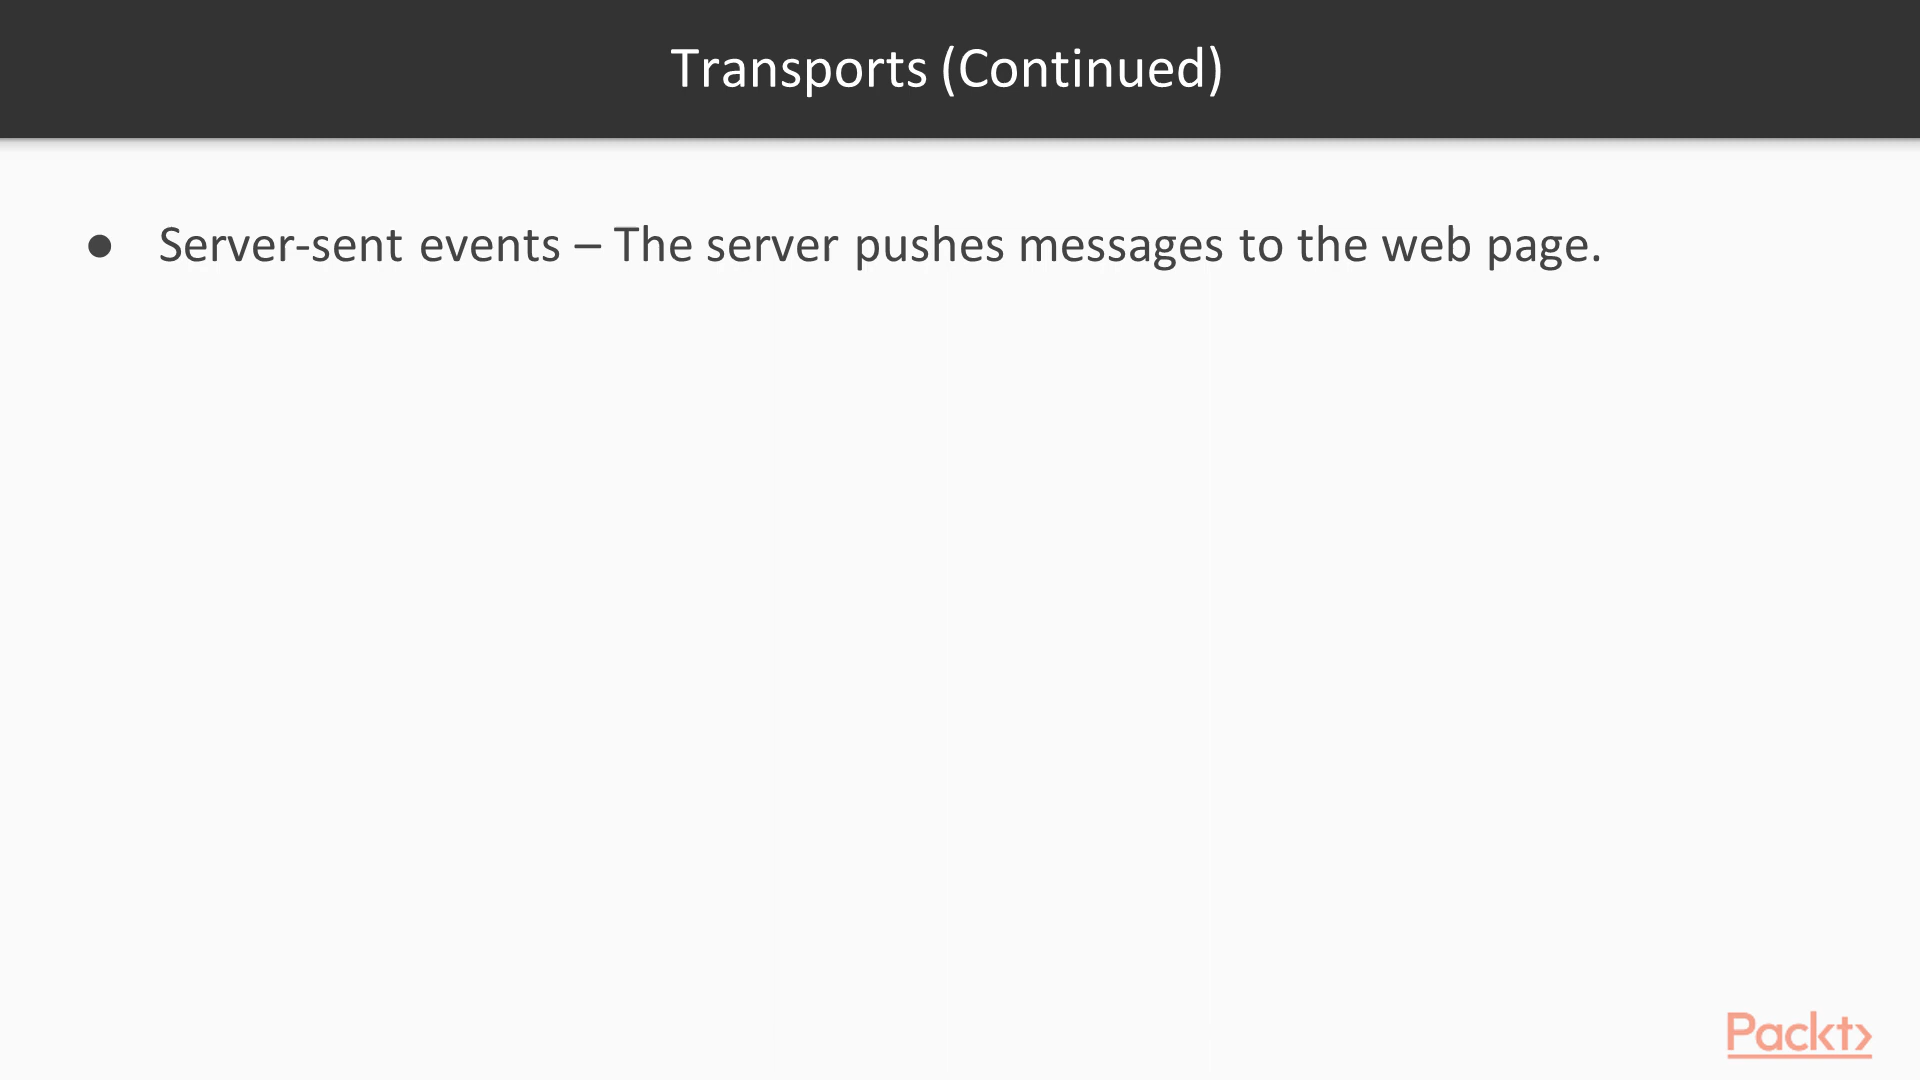 Transports (Continued)
● Server-sent events – The server pushes messages to the web page.
Packt>